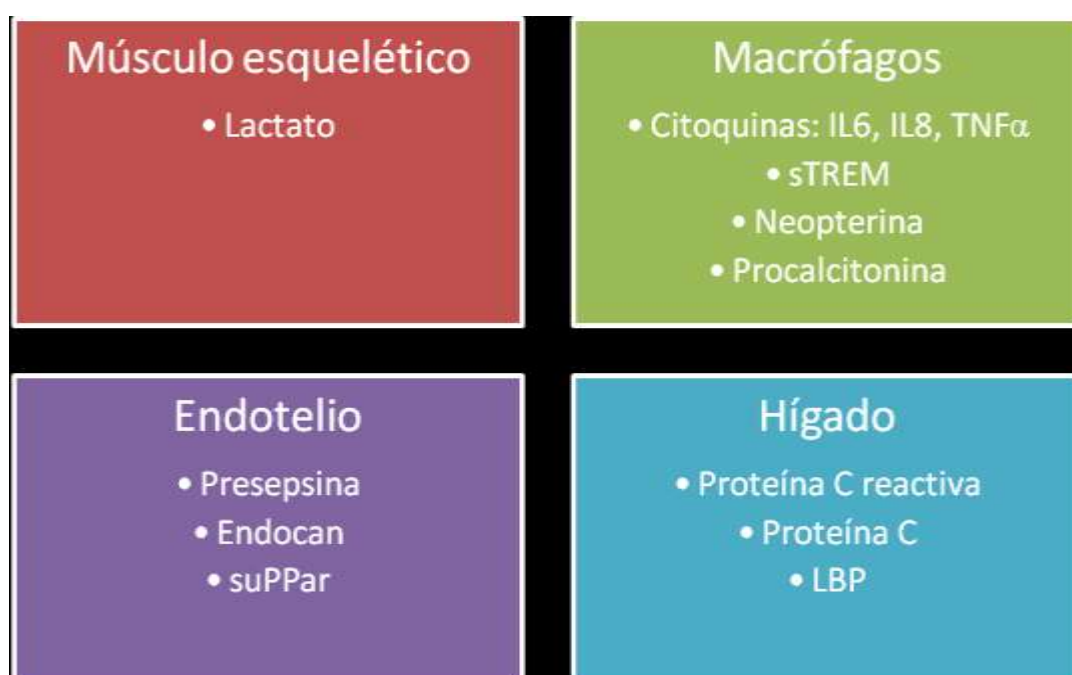 Músculo esquelético
• Lactato
Macrófagos
• Citoquinas: IL6, IL8, TNFα
• sTREM
• Neopterina
• Procalcitonina
Endotelio
• Presepsina
• Endocan
• suPPar
Hígado
• Proteína C reactiva
• Proteína C
• LBP